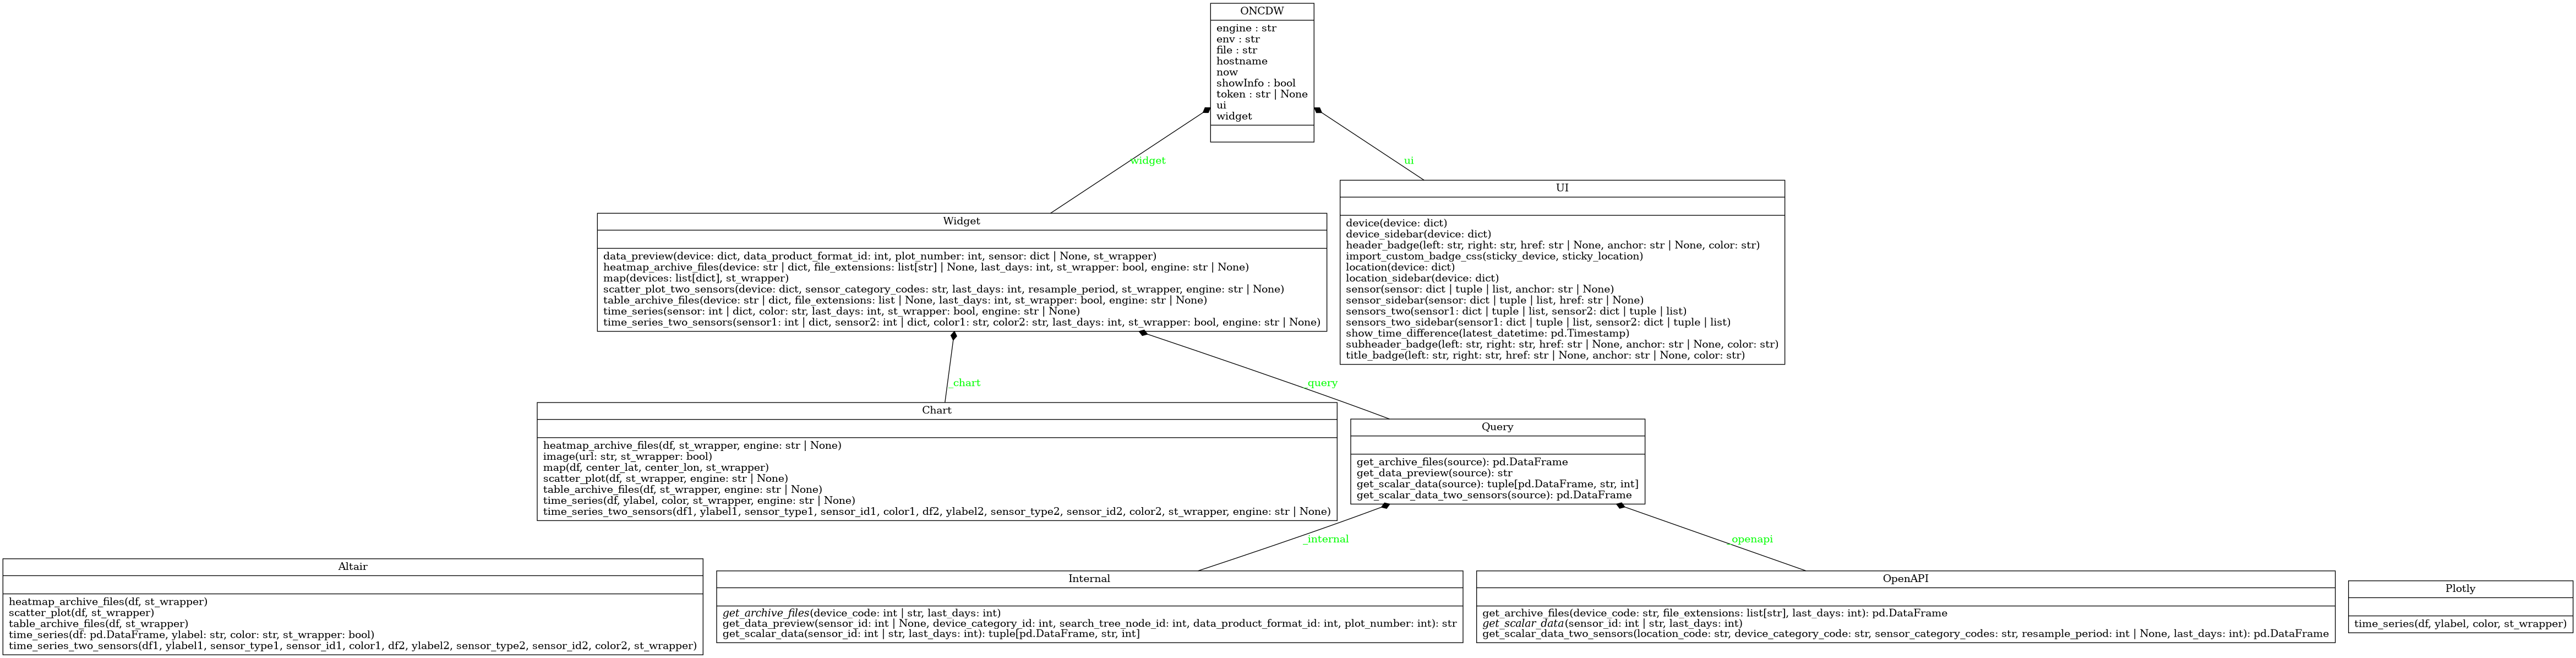 ONCDW
engine : str
env : str
file : str
hostname
now
showInfo : bool
token : str | None
ui
widget
widget
ui
Widget
data_preview(device: dict, data_product_format_id: int, plot_number: int, sensor: dict | None, st_wrapper)
heatmap_archive_files(device: str | dict, file_extensions: list[str] | None, last_days: int, st_wrapper: bool, engine: str | None)
map(devices: list[dict], st_wrapper)
scatter_plot_two_sensors(device: dict, sensor_category_codes: str, last_days: int, resample_period, st_wrapper, engine: str | None)
table_archive_files(device: str | dict, file_extensions: list | None, last_days: int, st_wrapper: bool, engine: str | None)
time_series(sensor: int | dict, color: str, last_days: int, st_wrapper: bool, engine: str | None)
time_series_two_sensors(sensor1: int | dict, sensor2: int | dict, color1: str, color2: str, last_days: int, st_wrapper: bool, engine: str | None)
UI
device(device: dict)
device_sidebar(device: dict)
header_badge(left: str, right: str, href: str | None, anchor: str | None, color: str)
import_custom_badge_css(sticky_device, sticky_location)
location(device: dict)
location_sidebar(device: dict)
sensor(sensor: dict | tuple | list, anchor: str | None)
sensor_sidebar(sensor: dict | tuple | list, href: str | None)
sensors_two(sensor1: dict | tuple | list, sensor2: dict | tuple | list)
sensors_two_sidebar(sensor1: dict | tuple | list, sensor2: dict | tuple | list)
show_time_difference(latest_datetime: pd.Timestamp)
subheader_badge(left: str, right: str, href: str | None, anchor: str | None, color: str)
title_badge(left: str, right: str, href: str | None, anchor: str | None, color: str)
_chart
_query
Chart
heatmap_archive_files(df, st_wrapper, engine: str | None)
image(url: str, st_wrapper: bool)
map(df, center_lat, center_lon, st_wrapper)
scatter_plot(df, st_wrapper, engine: str | None)
table_archive_files(df, st_wrapper, engine: str | None)
time_series(df, ylabel, color, st_wrapper, engine: str | None)
time_series_two_sensors(df1, ylabel1, sensor_type1, sensor_id1, color1, df2, ylabel2, sensor_type2, sensor_id2, color2, st_wrapper, engine: str | None)
Query
get_archive_files(source): pd.DataFrame
get_data_preview(source): str
get_scalar_data(source): tuple[pd.DataFrame, str, int]
get_scalar_data_two_sensors(source): pd.DataFrame
_internal
_openapi
Altair
heatmap_archive_files(df, st_wrapper)
scatter_plot(df, st_wrapper)
table_archive_files(df, st_wrapper)
time_series(df: pd.DataFrame, ylabel: str, color: str, st_wrapper: bool)
time_series_two_sensors(df1, ylabel1, sensor_type1, sensor_id1, color1, df2, ylabel2, sensor_type2, sensor_id2, color2, st_wrapper)
Internal
get_archive_files(device_code: int | str, last_days: int)
get_data_preview(sensor_id: int | None, device_category_id: int, search_tree_node_id: int, data_product_format_id: int, plot_number: int): str
get_scalar_data(sensor_id: int | str, last_days: int): tuple[pd.DataFrame, str, int]
OpenAPI
get_archive_files(device_code: str, file_extensions: list[str], last_days: int): pd.DataFrame
get_scalar_data(sensor_id: int | str, last_days: int)
get_scalar_data_two_sensors(location_code: str, device_category_code: str, sensor_category_codes: str, resample_period: int | None, last_days: int): pd.DataFrame
Plotly
time_series(df, ylabel, color, st_wrapper)